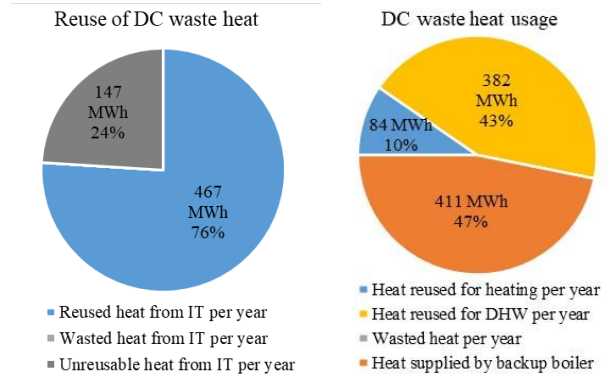 Reuse of DC waste heat
147
MWh
24%
467
MWh
76%
Reused heat from IT per year
Wasted heat from IT per year
Unreusable heat from IT per year
DC waste heat usage
382
MWh
43%
84 MWh
10%
411 MWh
47%
Heat reused for heating per year
Heat reused for DHW per year
Wasted heat per year
Heat supplied by backup boiler